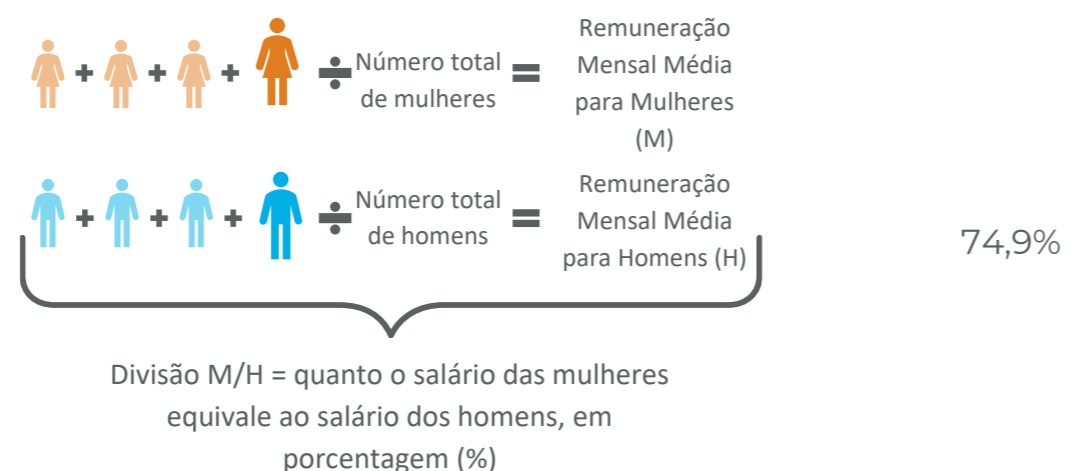 Número total
de mulheres
Remuneração
Mensal Média
para Mulheres
(M)
Número total
de homens
Remuneração
Mensal Média
para Homens (H)
74,9%
Divisão M/H = quanto o salário das mulheres
equivale ao salário dos homens, em
porcentagem (%)